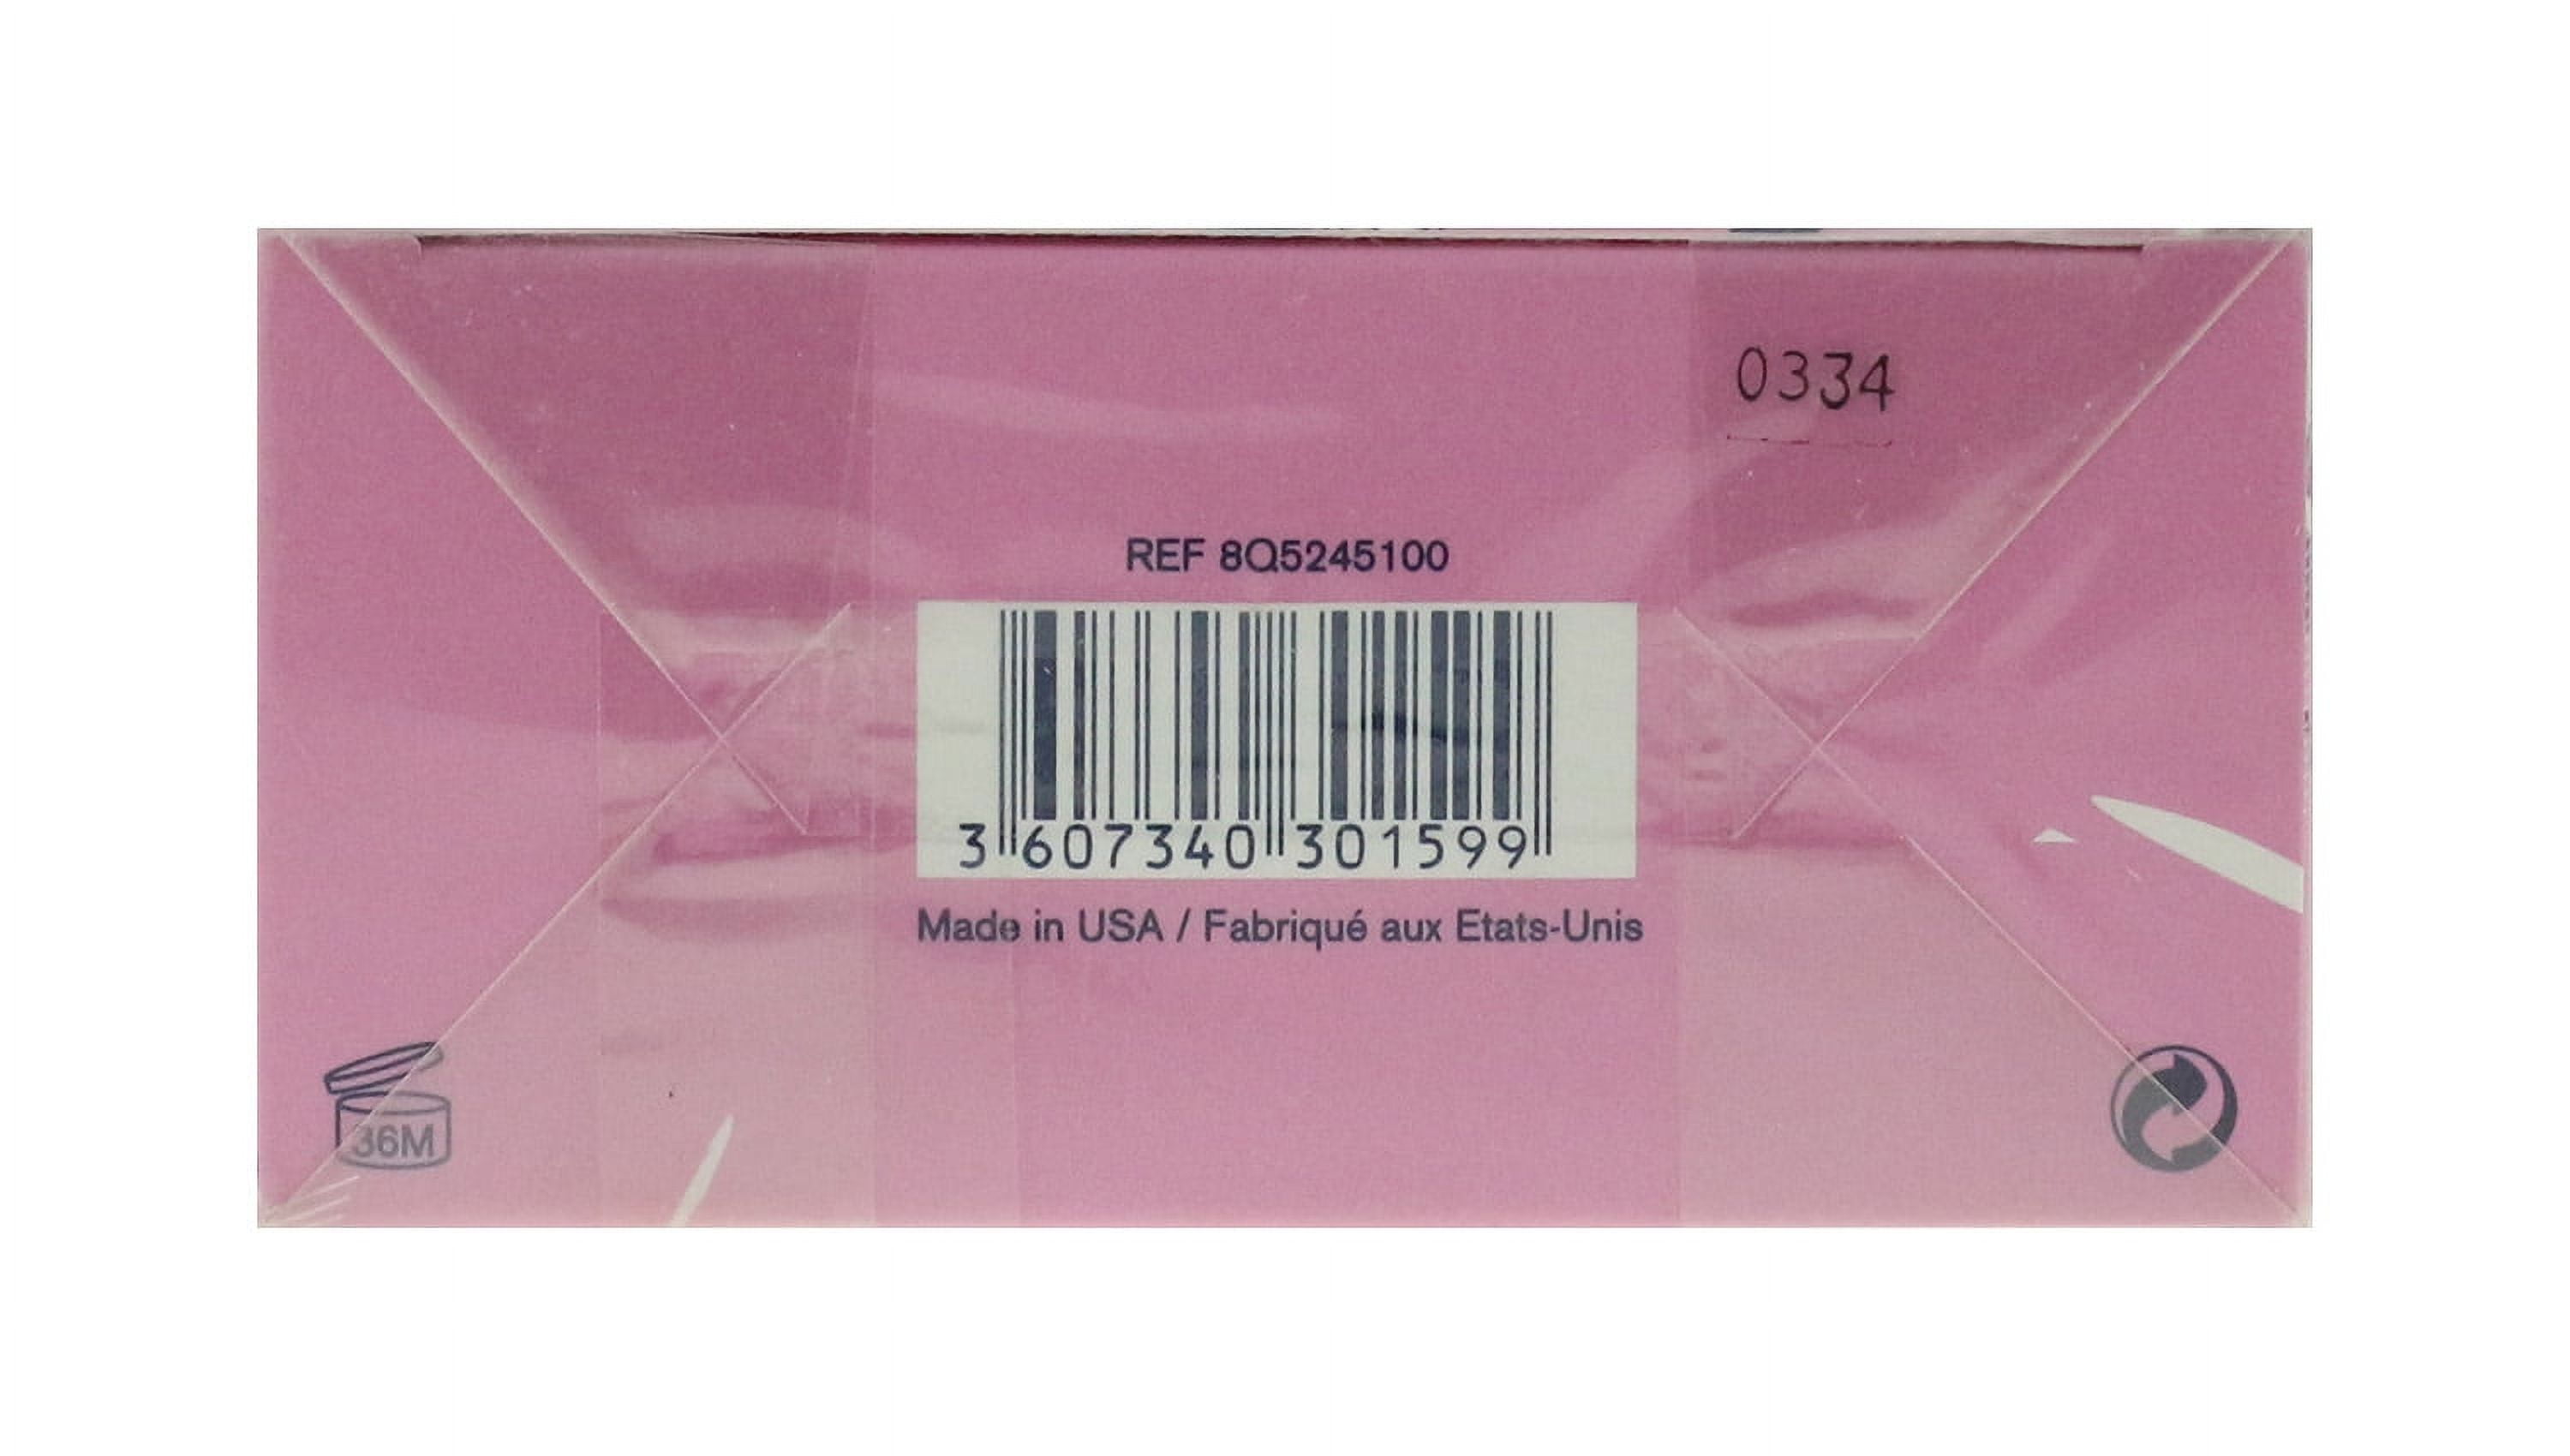 0334
REF 8Q5245100
3 607340 301599
Made in USA / Fabriqué aux Etats-Unis
36M